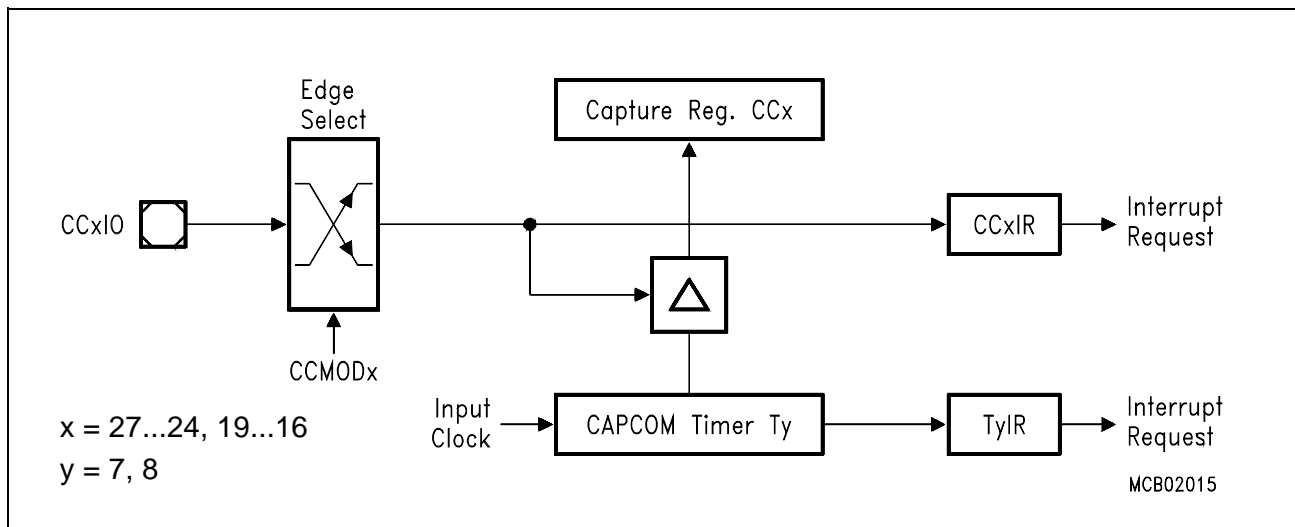 Edge
Select
Capture Reg. CCx
CCxIO
CCxIR
Interrupt
Request
CCMODx
Input
Clock
CAPCOM Timer Ty
TyIR
Interrupt
Request
x = 27...24, 19...16
y = 7, 8
MCB02015